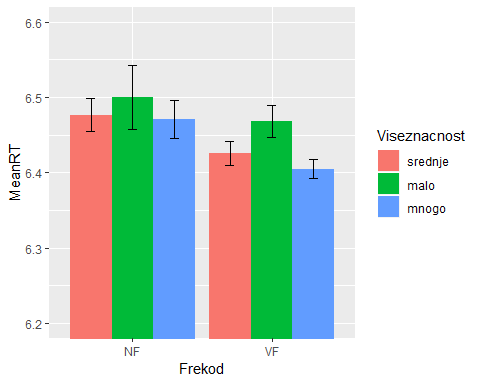 6.6
6.5
6.4
6.3
6.2
MeanRT
NF
VF
Frekod
Viseznacnost
srednje
malo
mnogo